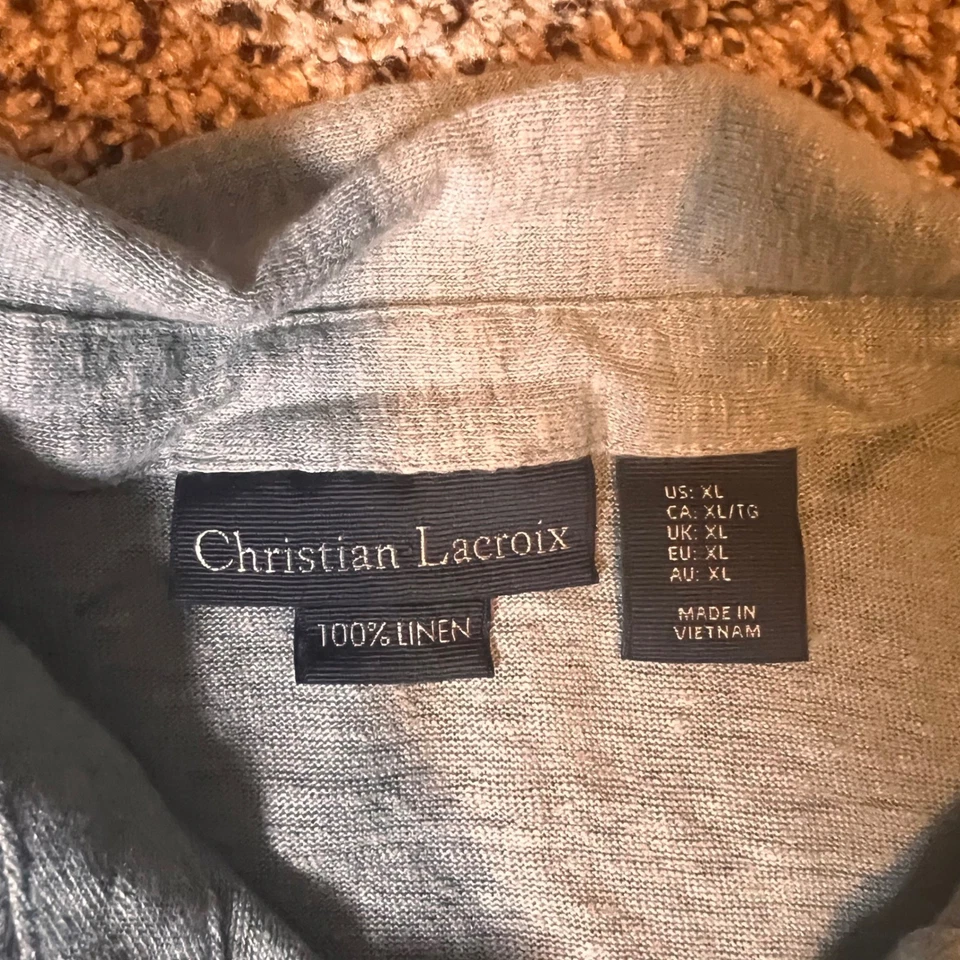 Christian Lacroix
100% LINEN
US: XL
CA: XL/TG
UK: XL
EU: XL
AU: XL
MADE IN
VIETNAM